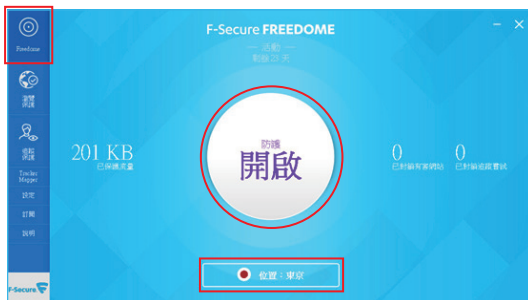 Freedome
瀏覽
保護
追蹤
保護
Tracker
Mapper
設定
訂閱
說明
F-Secure
F-Secure FREEDOME
活動
剩餘 29 天
201 KB
已保護流量
防護
開啟
0
已封鎖有害網站
0
已封鎖追蹤嘗試
位置：東京